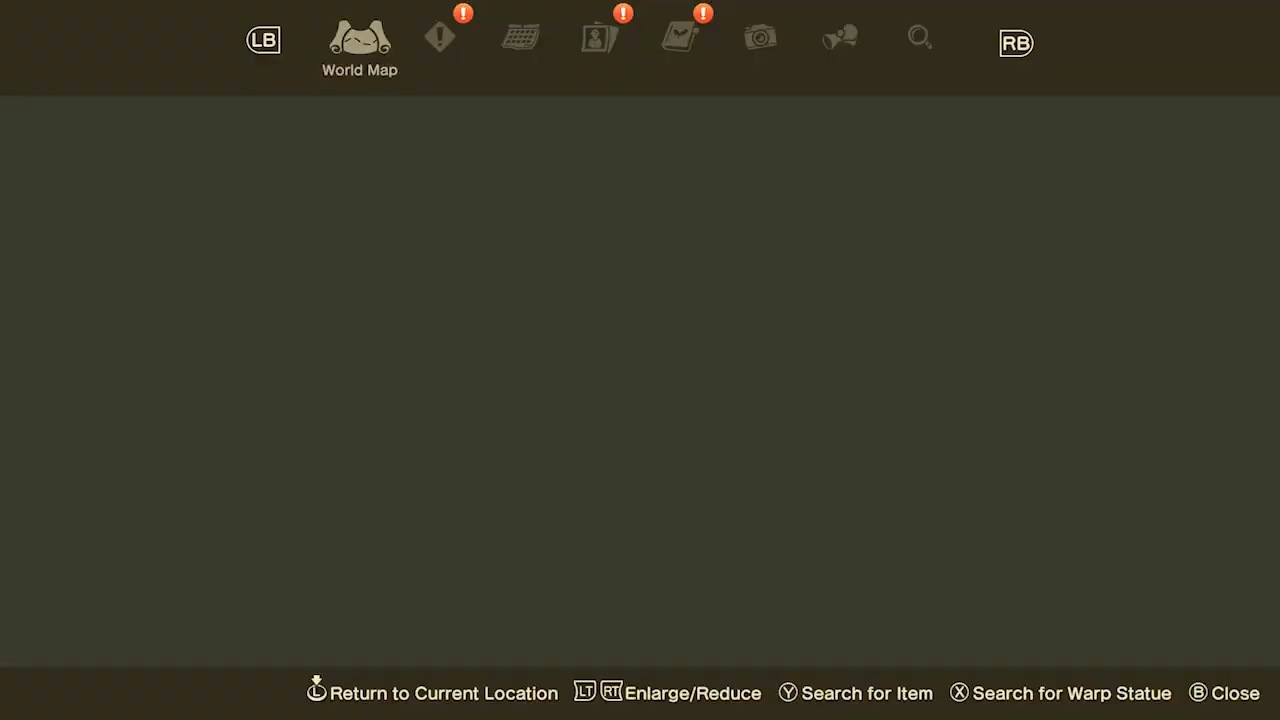 LB
World Map
RB
L Return to Current Location LT RT Enlarge/Reduce Y Search for Item X Search for Warp Statue B Close